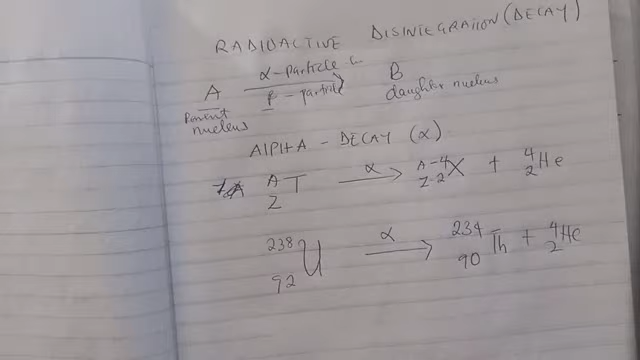 RADIOACTIVE DISINTEGRATION (DECAY)
α-particle
A → B
β-particle
Parent nucleus
daughter nucleus
AlPHA - DECAY (α)
A Z T α → A-4 Z-2 X + 4 2 He
238 92 U α → 234 90 Th + 4 2 He